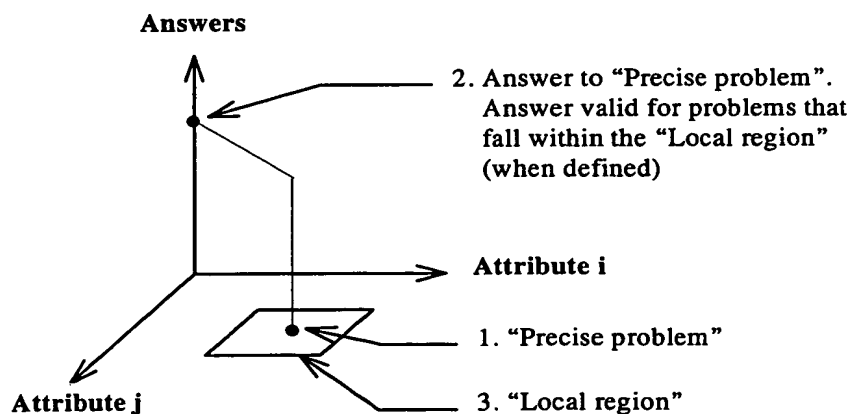 Answers
2. Answer to “Precise problem”.
Answer valid for problems that
fall within the “Local region”
(when defined)
Attribute i
1. “Precise problem”
3. “Local region”
Attribute j